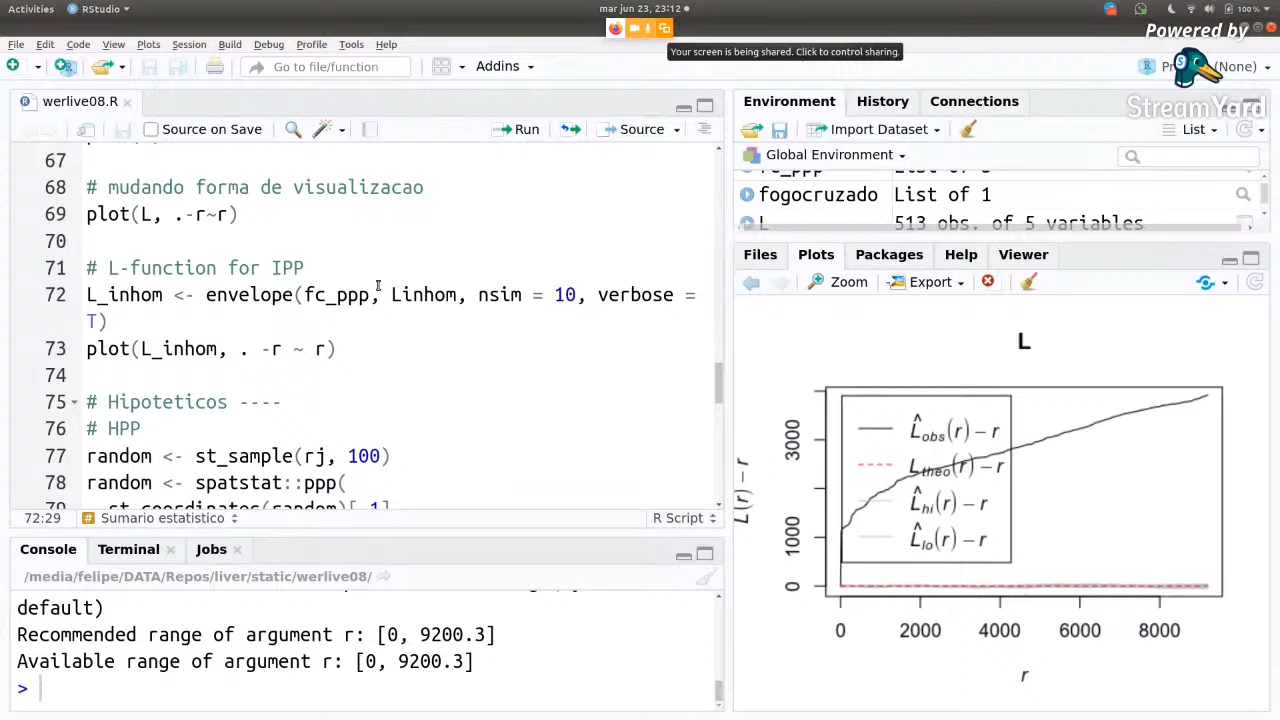 Activities RStudio mar jun 23, 23:12 100 %
Powered by
File Edit Code View Plots Session Build Debug Profile Tools Help
Your screen is being shared. Click to control sharing.
Go to file/function Addins (None)
StreamYard
werlive08.R
Source on Save Run Source
67
68 # mudando forma de visualizacao
69 plot(L, .-r~r)
70
71 # L-function for IPP
72 L_inhom <- envelope(fc_ppp, Linhom, nsim = 10, verbose =
T)
73 plot(L_inhom, . -r ~ r)
74
75 # Hipoteticos ----
76 # HPP
77 random <- st_sample(rj, 100)
78 random <- spatstat::ppp(
72:29 Sumario estatistico R Script
Console Terminal Jobs
/media/felipe/DATA/Repos/liver/static/werlive08/
default)
Recommended range of argument r: [0, 9200.3]
Available range of argument r: [0, 9200.3]
>
Environment History Connections
Import Dataset List
Global Environment
fogocruzado List of 1
L 513 obs. of 5 variables
Files Plots Packages Help Viewer
Zoom Export
L
L̂obs(r) − r
Ltheo(r) − r
L̂hi(r) − r
L̂lo(r) − r
L(r) − r
3000
1000
0
0 2000 4000 6000 8000
r